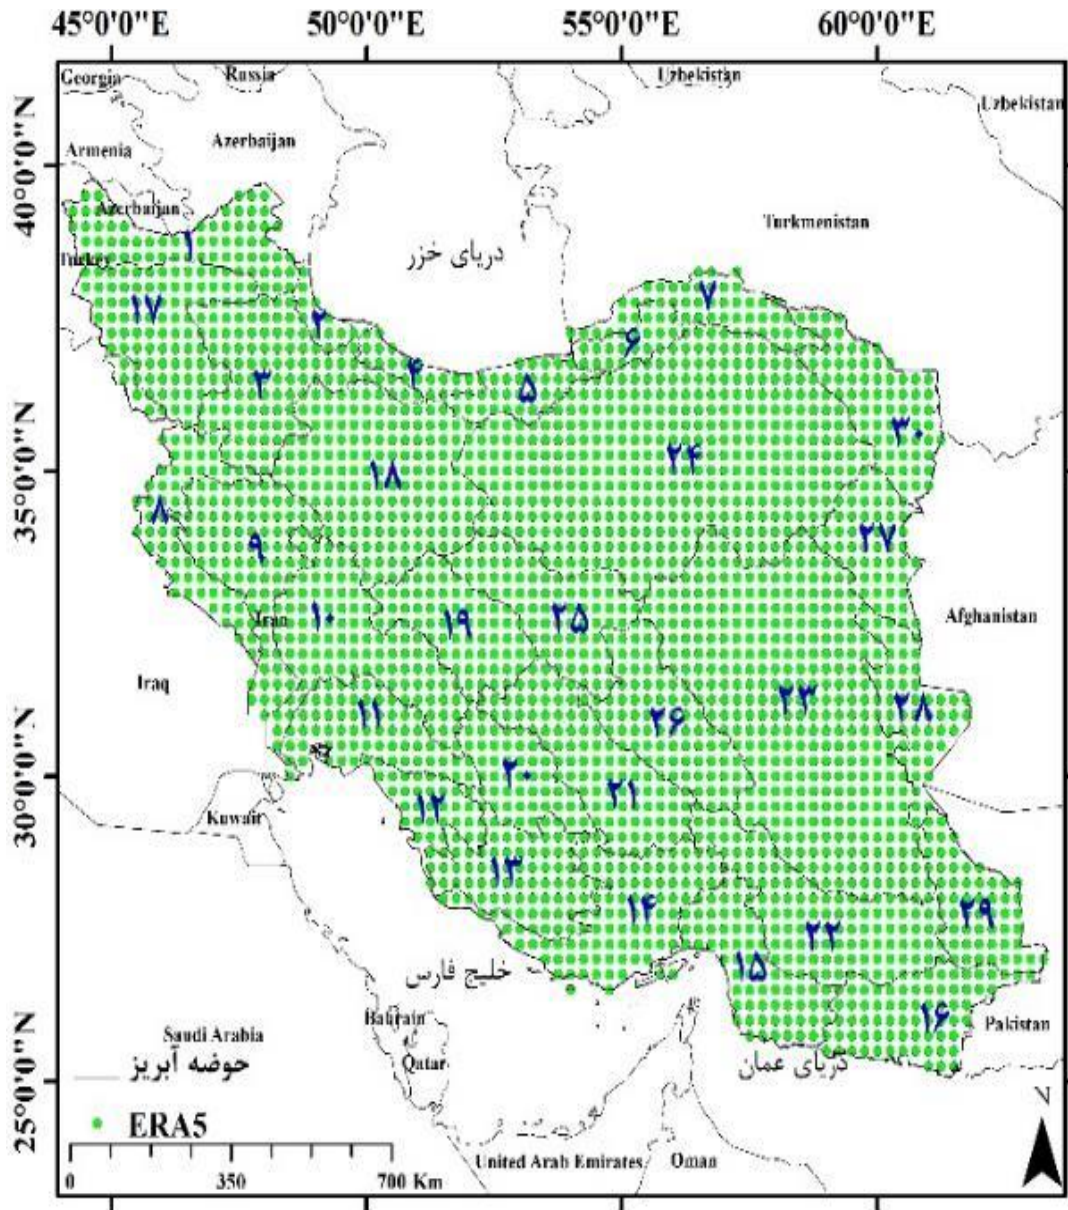 45°0'0"E 50°0'0"E 55°0'0"E 60°0'0"E
40°0'0"N
35°0'0"N
30°0'0"N
25°0'0"N
Georgia
Russia
Uzbekistan
Uzbekistan
Armenia
Azerbaijan
Azerbaijan
Turkmenistan
Turkey
دریای خزر
۱
۷
۱۷
۲
۶
۴
۵
۳
۳۰
۲۴
۱۸
۸
۹
۲۷
Iran
۱۰
۱۹
۲۵
Afghanistan
Iraq
۱۱
۲۶
۲۳
۲۸
۲۰
۲۱
۱۲
Kuwait
۱۳
۱۴
۲۲
۲۹
خلیج فارس
۱۵
۱۶
Bahrain
Pakistan
Saudi Arabia
Qatar
حوضه آبریز
دریای عمان
ERA5
N
0 350 700 Km
United Arab Emirates
Oman